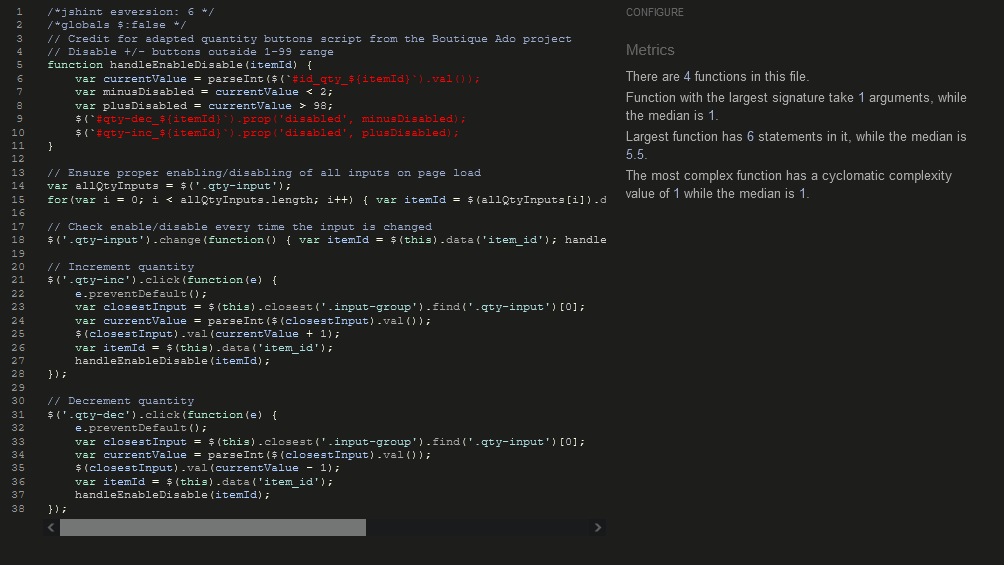 1 /*jshint esversion: 6 */
2 /*globals $:false */
3 // Credit for adapted quantity buttons script from the Boutique Ado project
4 // Disable +/- buttons outside 1-99 range
5 function handleEnableDisable(itemId) {
6     var currentValue = parseInt($(`#id_qty_${itemId}`).val());
7     var minusDisabled = currentValue < 2;
8     var plusDisabled = currentValue > 98;
9     $(`#qty-dec_${itemId}`).prop('disabled', minusDisabled);
10     $(`#qty-inc_${itemId}`).prop('disabled', plusDisabled);
11 }
12
13 // Ensure proper enabling/disabling of all inputs on page load
14 var allQtyInputs = $('.qty-input');
15 for(var i = 0; i < allQtyInputs.length; i++) { var itemId = $(allQtyInputs[i]).d
16
17 // Check enable/disable every time the input is changed
18 $('.qty-input').change(function() { var itemId = $(this).data('item_id'); handle
19
20 // Increment quantity
21 $('.qty-inc').click(function(e) {
22     e.preventDefault();
23     var closestInput = $(this).closest('.input-group').find('.qty-input')[0];
24     var currentValue = parseInt($(closestInput).val());
25     $(closestInput).val(currentValue + 1);
26     var itemId = $(this).data('item_id');
27     handleEnableDisable(itemId);
28 });
29
30 // Decrement quantity
31 $('.qty-dec').click(function(e) {
32     e.preventDefault();
33     var closestInput = $(this).closest('.input-group').find('.qty-input')[0];
34     var currentValue = parseInt($(closestInput).val());
35     $(closestInput).val(currentValue - 1);
36     var itemId = $(this).data('item_id');
37     handleEnableDisable(itemId);
38 });
CONFIGURE
Metrics
There are 4 functions in this file.
Function with the largest signature take 1 arguments, while
the median is 1.
Largest function has 6 statements in it, while the median is
5.5.
The most complex function has a cyclomatic complexity
value of 1 while the median is 1.